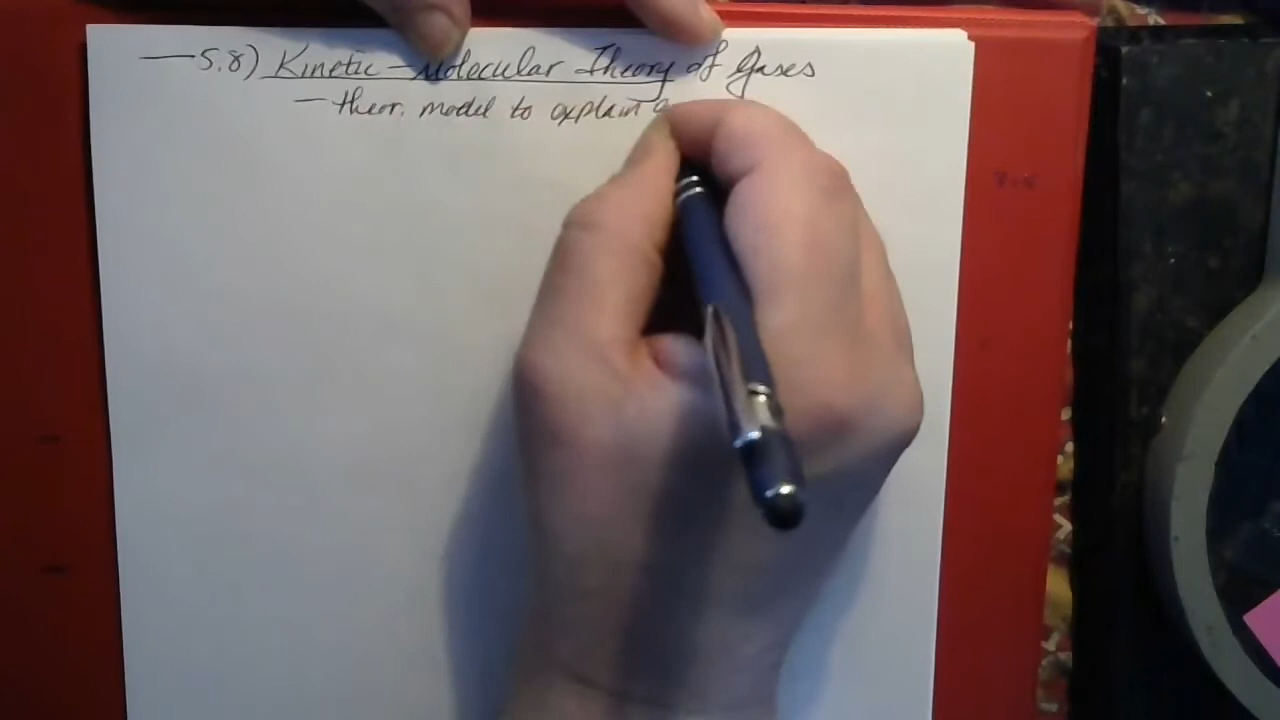 — 5.8) Kinetic-Molecular Theory of Gases
— theor. model to explain